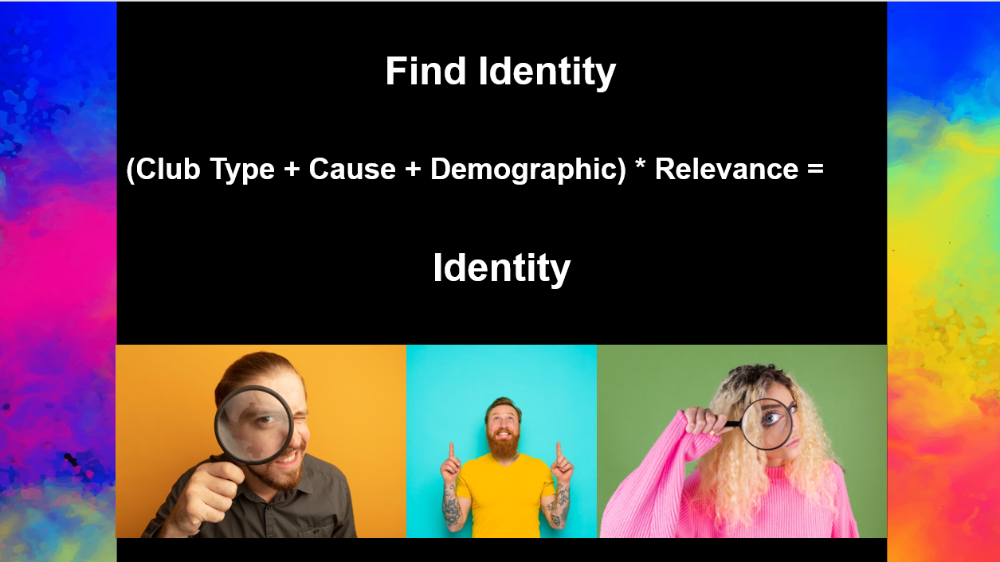 Find Identity
(Club Type + Cause + Demographic) * Relevance =
Identity